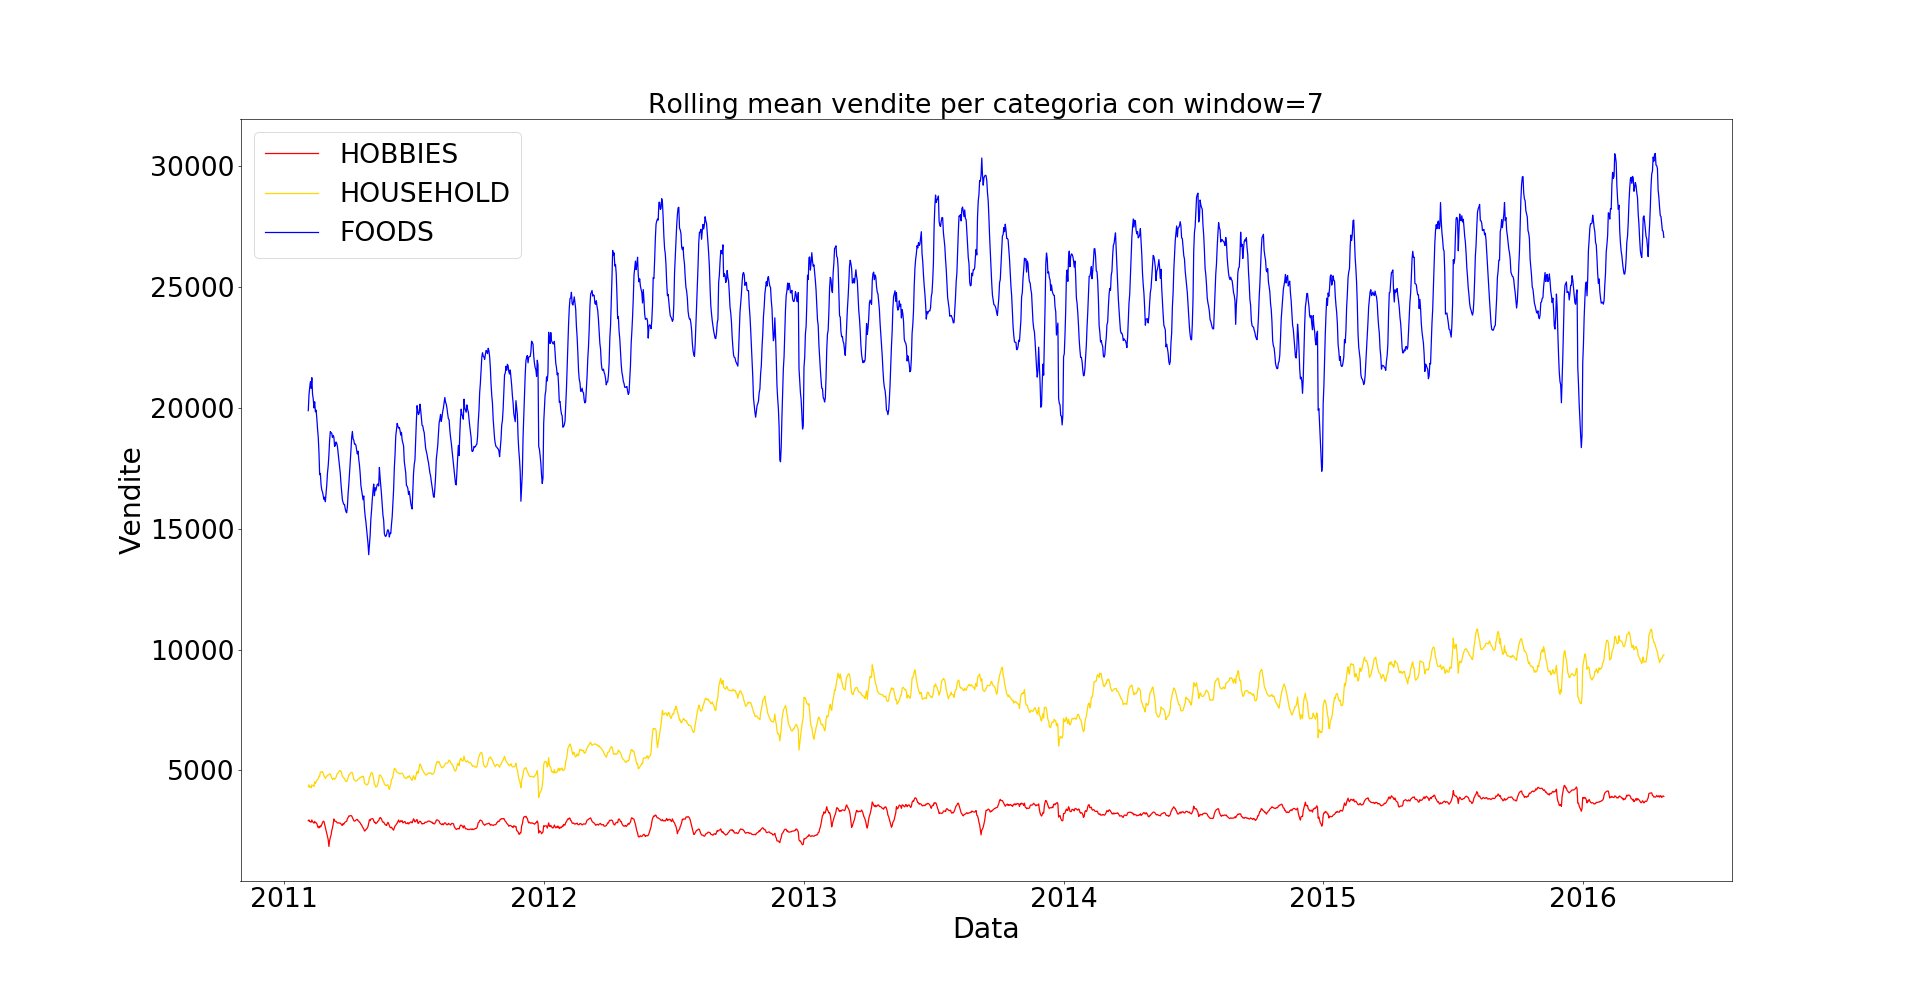 Rolling mean vendite per categoria con window=7
HOBBIES
HOUSEHOLD
FOODS
30000
25000
20000
15000
10000
5000
Vendite
2011 2012 2013 2014 2015 2016
Data